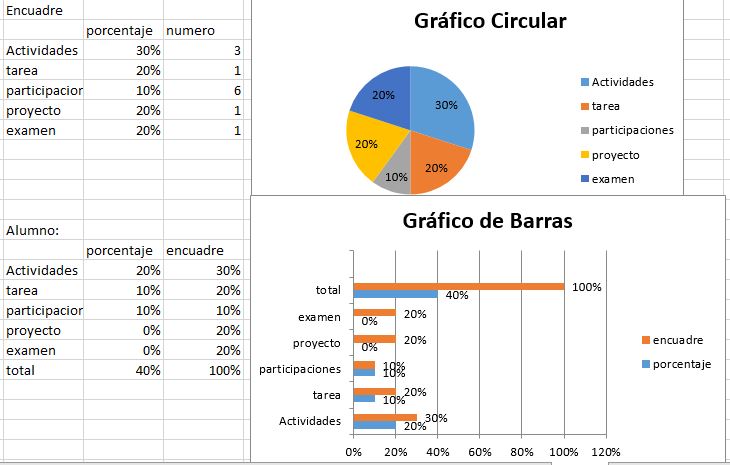 Encuadre
porcentaje numero
Actividades 30% 3
tarea 20% 1
participacior 10% 6
proyecto 20% 1
examen 20% 1
Gráfico Circular
20%
30%
20%
10%
20%
Actividades
tarea
participaciones
proyecto
examen
Alumno:
porcentaje encuadre
Actividades 20% 30%
tarea 10% 20%
participacior 10% 10%
proyecto 0% 20%
examen 0% 20%
total 40% 100%
Gráfico de Barras
total 100%
40%
examen 20%
0%
proyecto 20%
0%
participaciones 10%
10%
tarea 20%
10%
Actividades 30%
20%
0% 20% 40% 60% 80% 100% 120%
encuadre
porcentaje